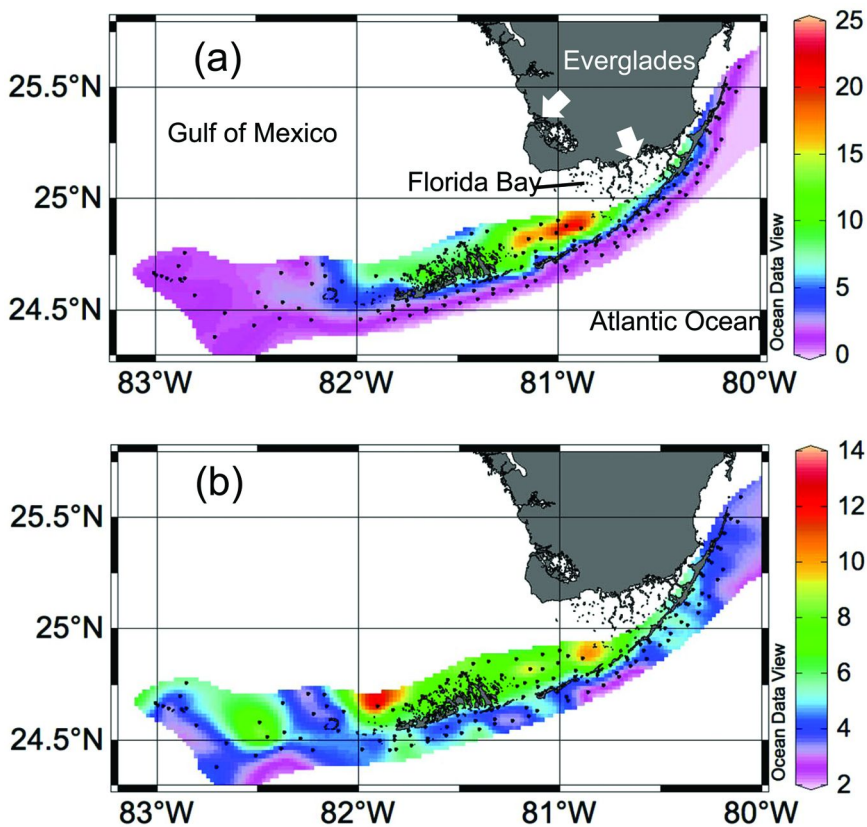 (a)
Everglades
Gulf of Mexico
Florida Bay
Atlantic Ocean
25.5°N
25°N
24.5°N
83°W
82°W
81°W
80°W
Ocean Data View
25
20
15
10
5
0
(b)
25.5°N
25°N
24.5°N
83°W
82°W
81°W
80°W
Ocean Data View
14
12
10
8
6
4
2